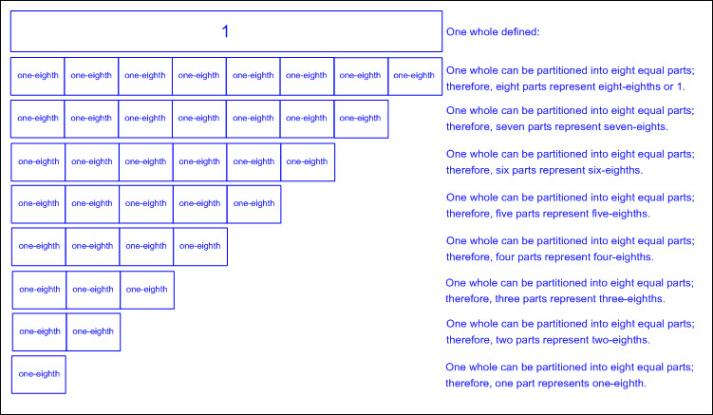 1
One whole defined:
one-eighth one-eighth one-eighth one-eighth one-eighth one-eighth one-eighth one-eighth
One whole can be partitioned into eight equal parts;
therefore, eight parts represent eight-eighths or 1.
one-eighth one-eighth one-eighth one-eighth one-eighth one-eighth one-eighth
One whole can be partitioned into eight equal parts;
therefore, seven parts represent seven-eights.
one-eighth one-eighth one-eighth one-eighth one-eighth one-eighth
One whole can be partitioned into eight equal parts;
therefore, six parts represent six-eighths.
one-eighth one-eighth one-eighth one-eighth one-eighth
One whole can be partitioned into eight equal parts;
therefore, five parts represent five-eighths.
one-eighth one-eighth one-eighth one-eighth
One whole can be partitioned into eight equal parts;
therefore, four parts represent four-eighths.
one-eighth one-eighth one-eighth
One whole can be partitioned into eight equal parts;
therefore, three parts represent three-eighths.
one-eighth one-eighth
One whole can be partitioned into eight equal parts;
therefore, two parts represent two-eighths.
one-eighth
One whole can be partitioned into eight equal parts;
therefore, one part represents one-eighth.